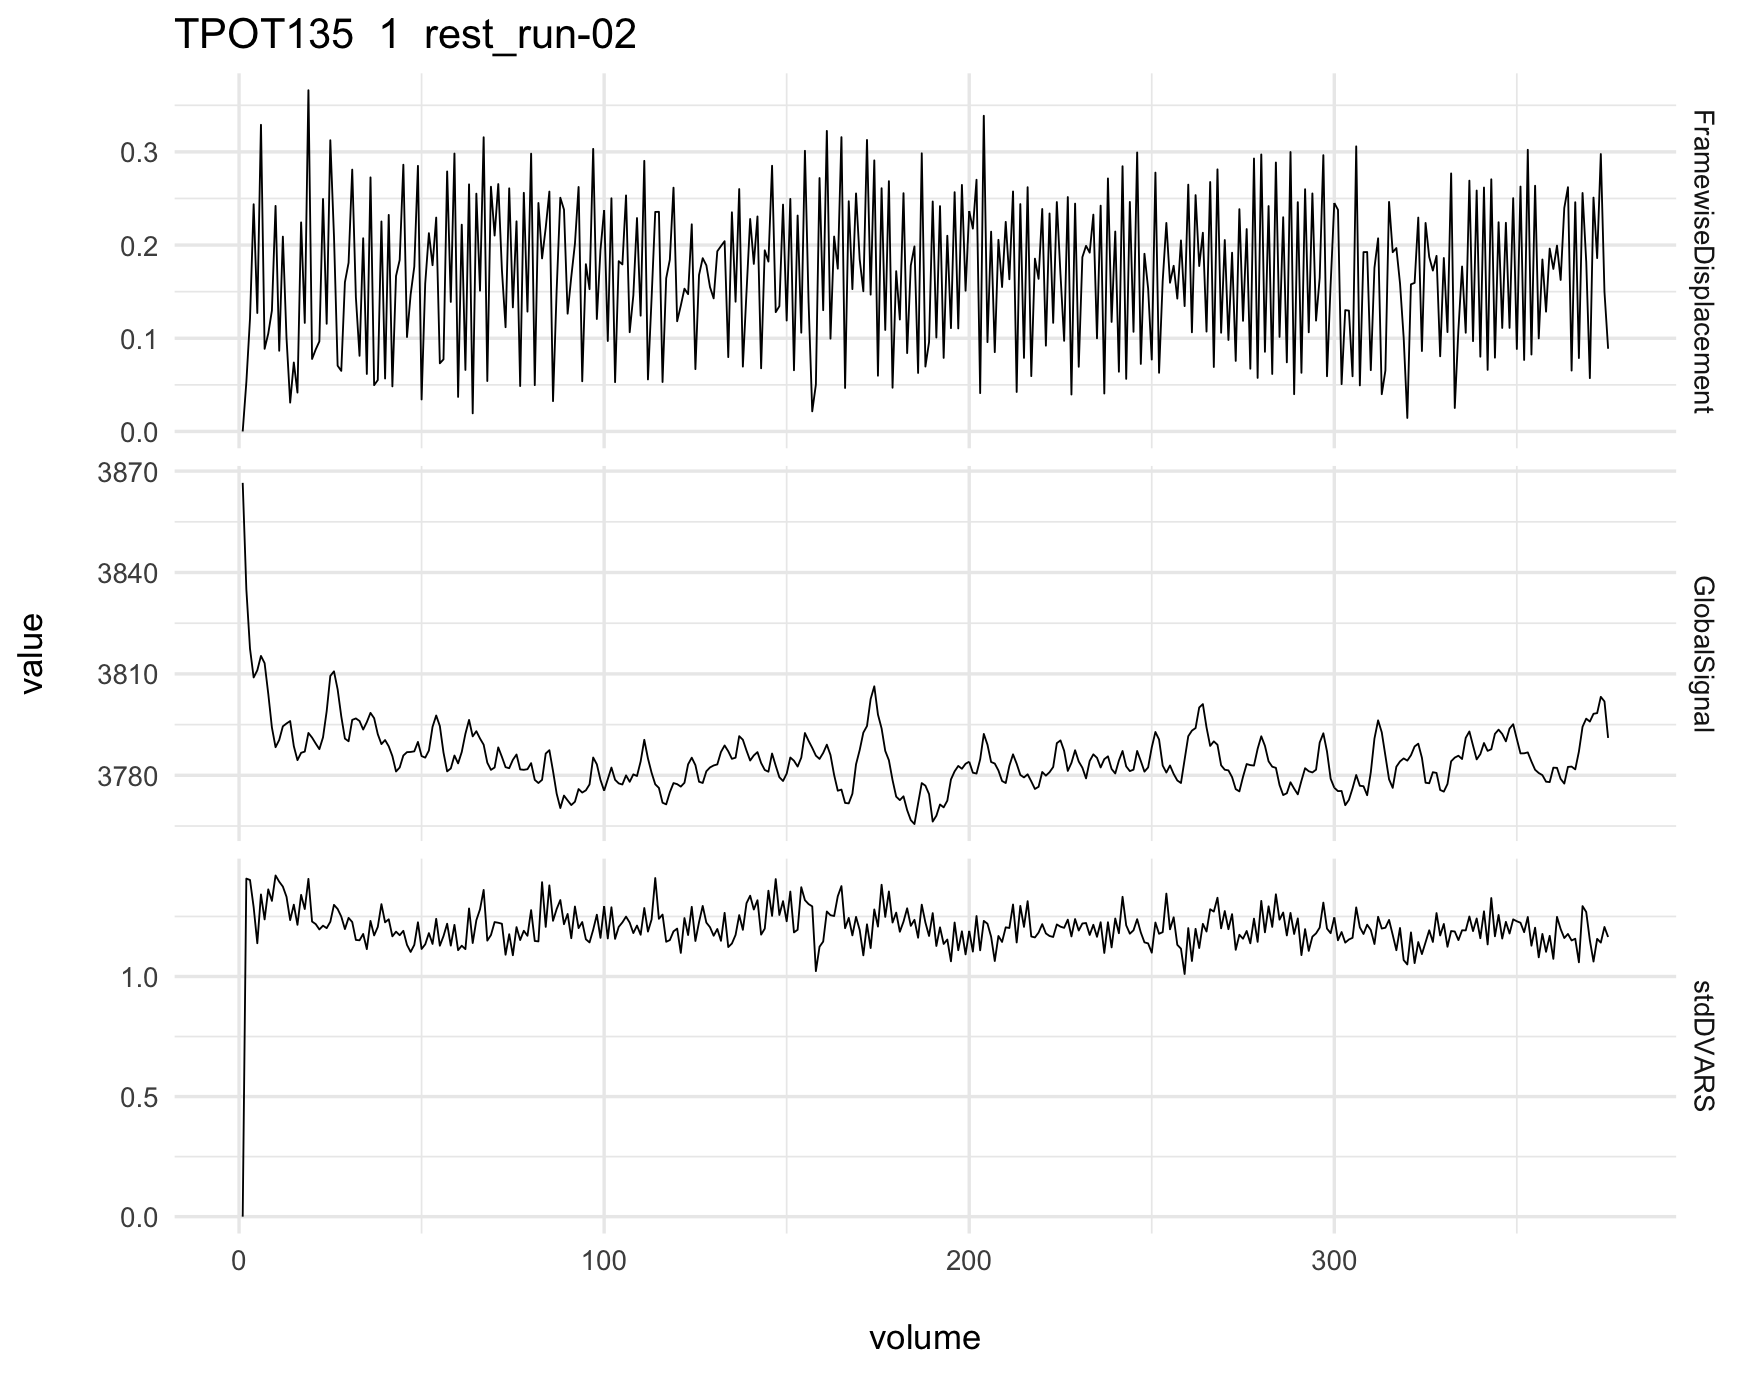 TPOT135 1 rest_run-02
0.3
0.2
0.1
0.0
FramewiseDisplacement
3870
3840
3810
3780
GlobalSignal
value
1.0
0.5
0.0
stdDVARS
0 100 200 300
volume